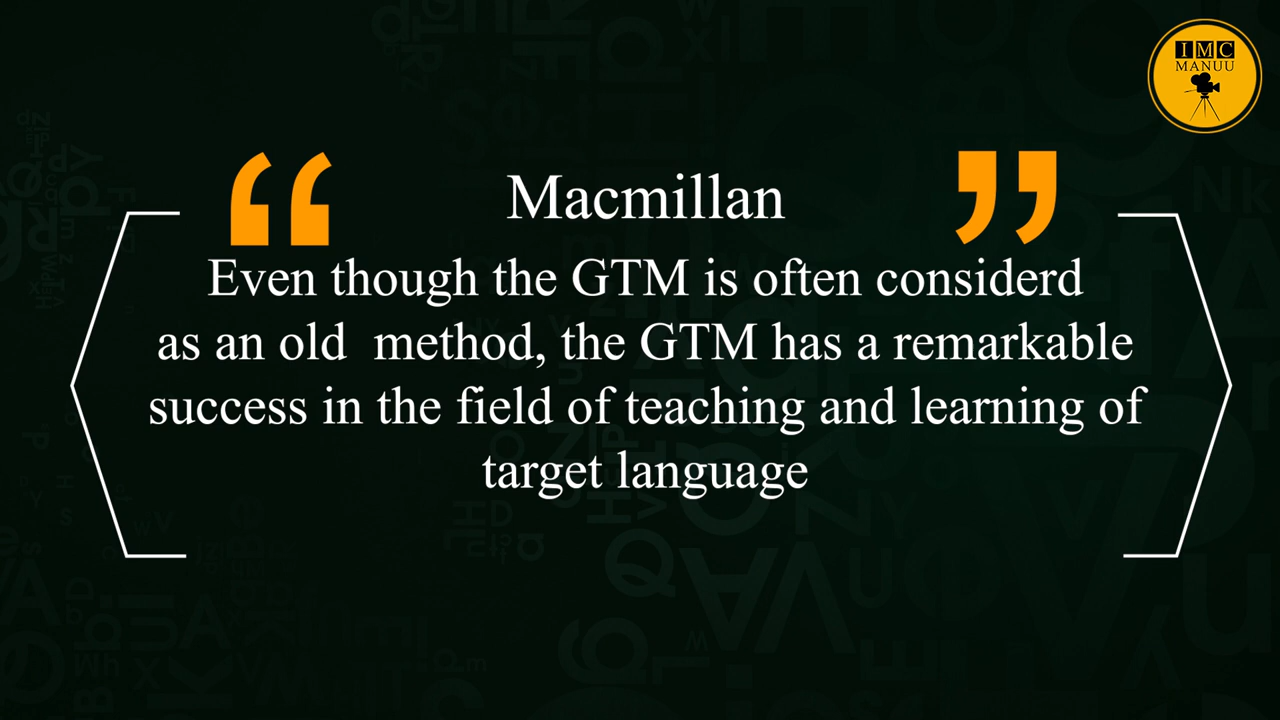 IMC
MANUU
“ Macmillan ”
Even though the GTM is often considerd
as an old  method, the GTM has a remarkable
success in the field of teaching and learning of
target language